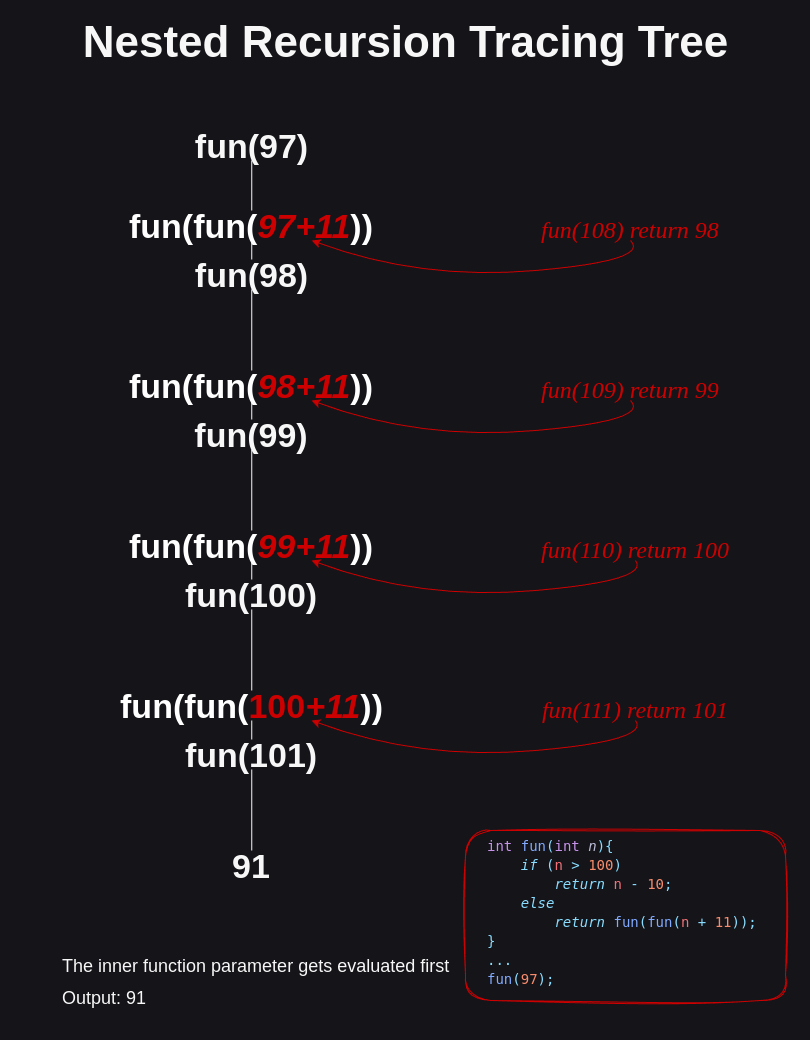 Nested Recursion Tracing Tree
fun(97)
fun(fun(97+11))
fun(108) return 98
fun(98)
fun(fun(98+11))
fun(109) return 99
fun(99)
fun(fun(99+11))
fun(110) return 100
fun(100)
fun(fun(100+11))
fun(111) return 101
fun(101)
91
int fun(int n){
    if (n > 100)
        return n - 10;
    else
        return fun(fun(n + 11));
}
...
fun(97);
The inner function parameter gets evaluated first
Output: 91